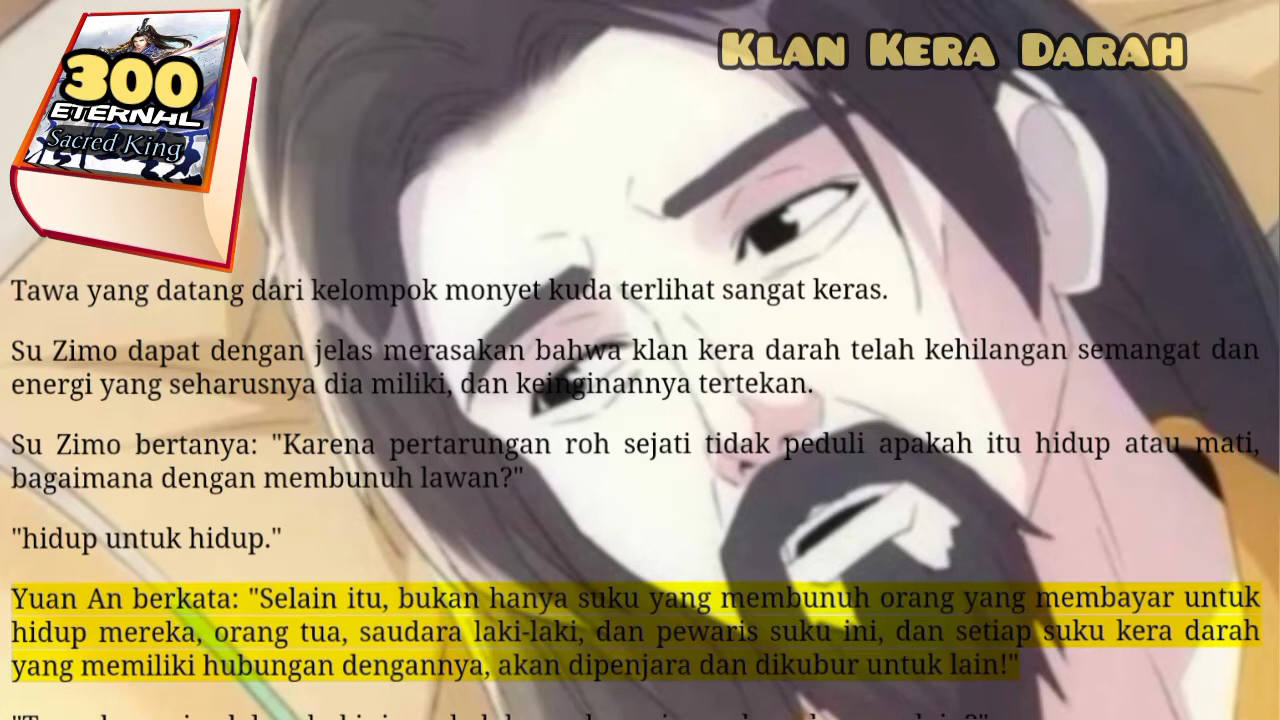 Klan Kera Darah
300
ETERNAL
Sacred King
Tawa yang datang dari kelompok monyet kuda terlihat sangat keras.
Su Zimo dapat dengan jelas merasakan bahwa klan kera darah telah kehilangan semangat dan
energi yang seharusnya dia miliki, dan keinginannya tertekan.
Su Zimo bertanya: "Karena pertarungan roh sejati tidak peduli apakah itu hidup atau mati,
bagaimana dengan membunuh lawan?"
"hidup untuk hidup."
Yuan An berkata: "Selain itu, bukan hanya suku yang membunuh orang yang membayar untuk
hidup mereka, orang tua, saudara laki-laki, dan pewaris suku ini, dan setiap suku kera darah
yang memiliki hubungan dengannya, akan dipenjara dan dikubur untuk lain!"